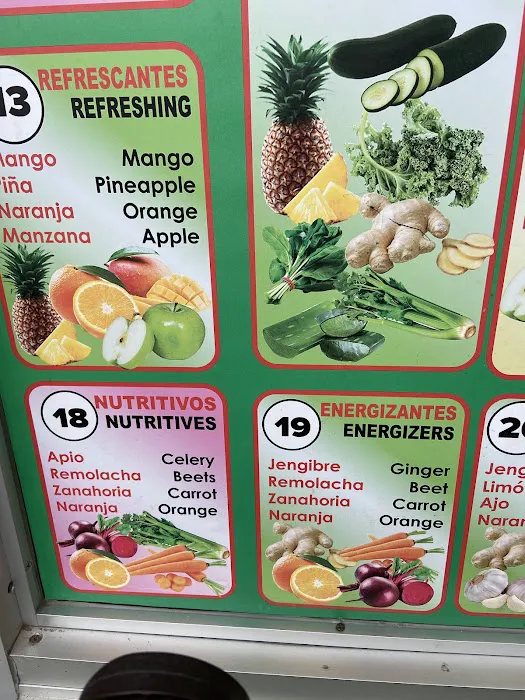 13
REFRESCANTES
REFRESHING
Mango Mango
Piña Pineapple
Naranja Orange
Manzana Apple
18
NUTRITIVOS
NUTRITIVES
Apio Celery
Remolacha Beets
Zanahoria Carrot
Naranja Orange
19
ENERGIZANTES
ENERGIZERS
Jengibre Ginger
Remolacha Beet
Zanahoria Carrot
Naranja Orange
Ajo